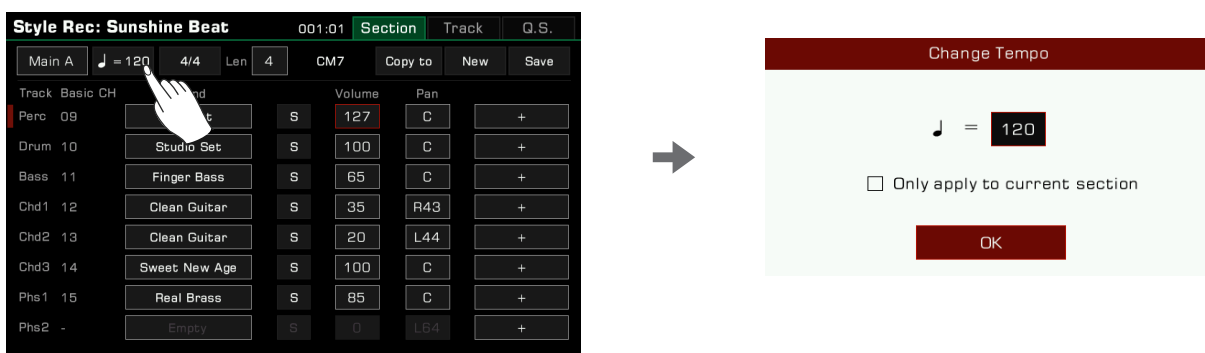 Style Rec: Sunshine Beat 001:01 Section Track Q.S.
Main A ♩ = 120 4/4 Len 4 CM7 Copy to New Save
Track Basic CH Volume Pan
Perc 09 S 127 C +
Drum 10 Studio Set S 100 C +
Bass 11 Finger Bass S 65 C +
Chd1 12 Clean Guitar S 35 R43 +
Chd2 13 Clean Guitar S 20 L44 +
Chd3 14 Sweet New Age S 100 C +
Phs1 15 Real Brass S 85 C +
Phs2 - Empty S 0 L64 +
Change Tempo
♩ = 120
Only apply to current section
OK